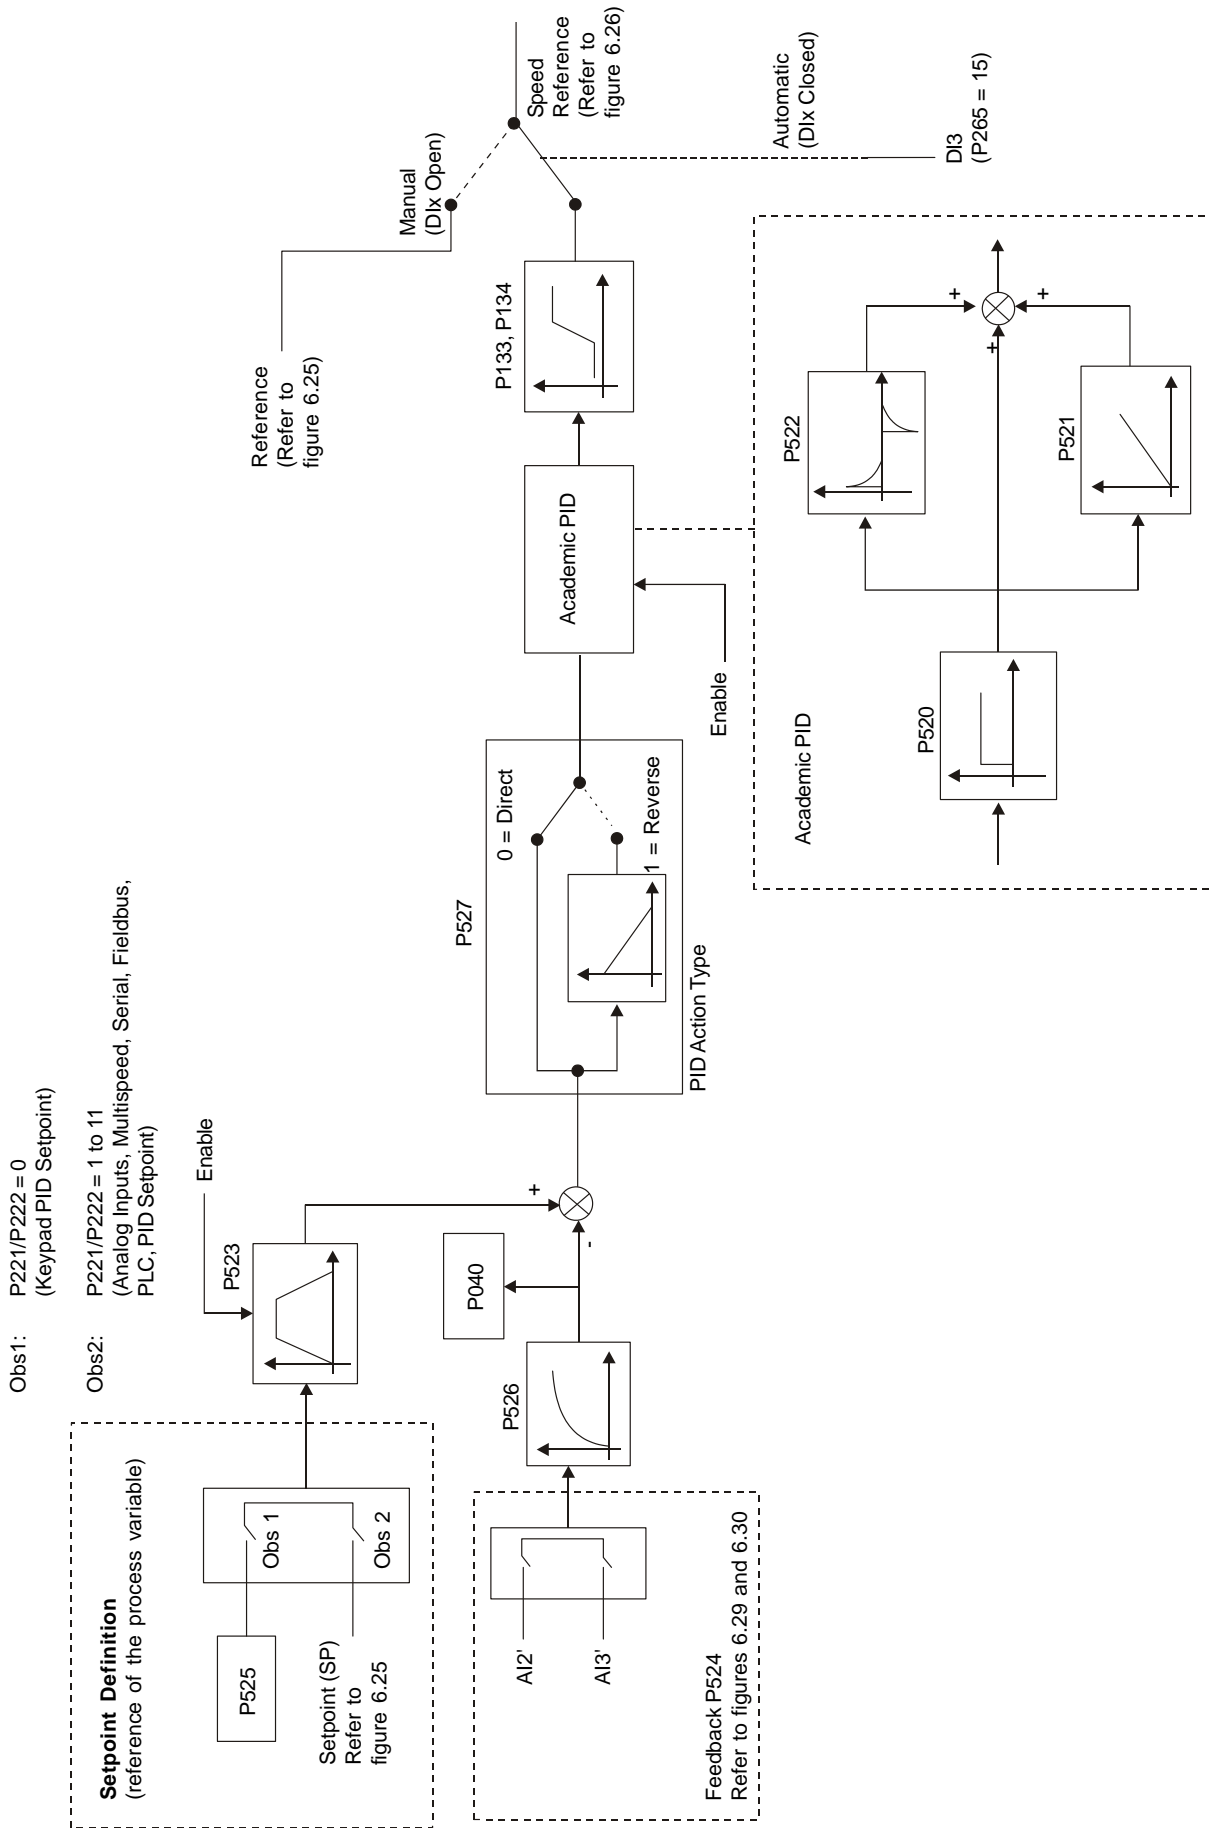 Obs1: P221/P222 = 0
(Keypad PID Setpoint)
Obs2: P221/P222 = 1 to 11
(Analog Inputs, Multispeed, Serial, Fieldbus,
PLC, PID Setpoint)
Setpoint Definition
(reference of the process variable)
P525
Obs 1
Setpoint (SP)
Refer to
figure 6.25
Obs 2
P523
Enable
AI2'
AI3'
Feedback P524
Refer to figures 6.29 and 6.30
P526
P040
+
-
P527
0 = Direct
1 = Reverse
PID Action Type
Enable
Academic PID
P133, P134
Reference
(Refer to
figure 6.25)
Manual
(DIx Open)
Speed
Reference
(Refer to
figure 6.26)
Automatic
(DIx Closed)
DI3
(P265 = 15)
Academic PID
P520
P522
P521
+
+
+